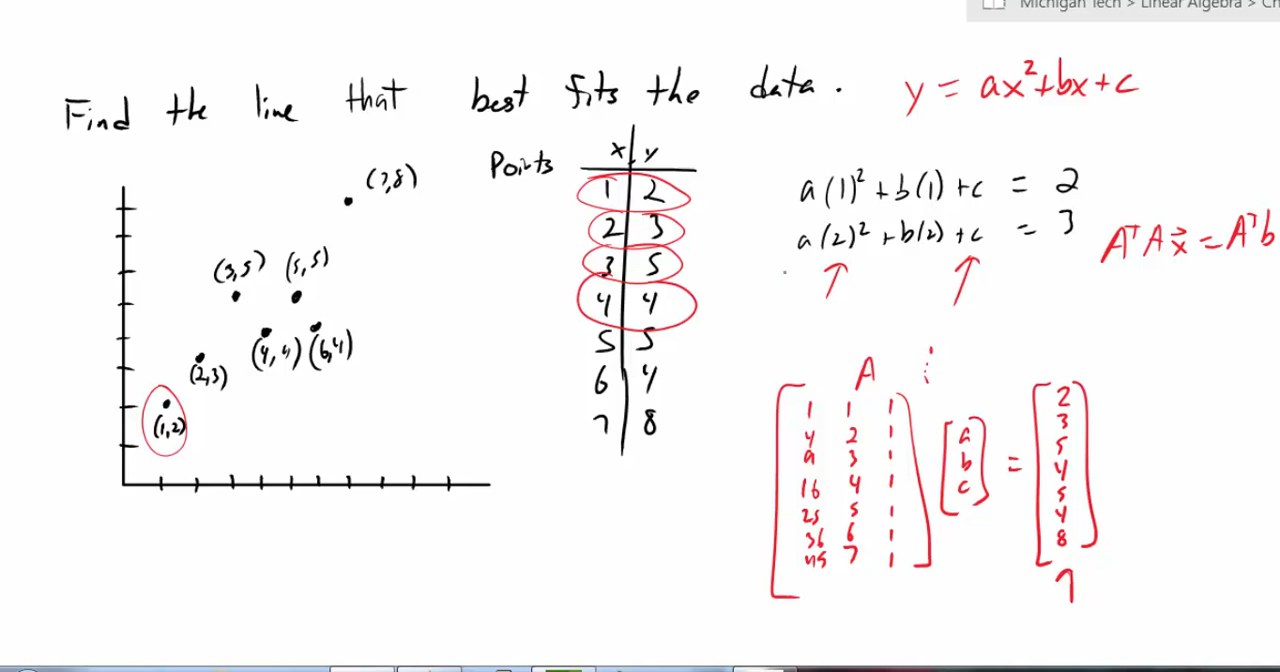 Michigan Tech > Linear Algebra > Ch
Find the line that best fits the data.
y = ax²+bx+c
(7,8)
(3,5) (5,5)
(4,4) (6,4)
(2,3)
(1,2)
Points
x y
1 2
2 3
3 5
4 4
5 5
6 4
7 8
a(1)² + b(1) + c = 2
a(2)² + b(2) + c = 3
AᵀAx⃗ = Aᵀb
A
1 1 1
4 2 1
9 3 1
16 4 1
25 5 1
36 6 1
49 7 1
a
b
c
=
2
3
5
4
5
4
8